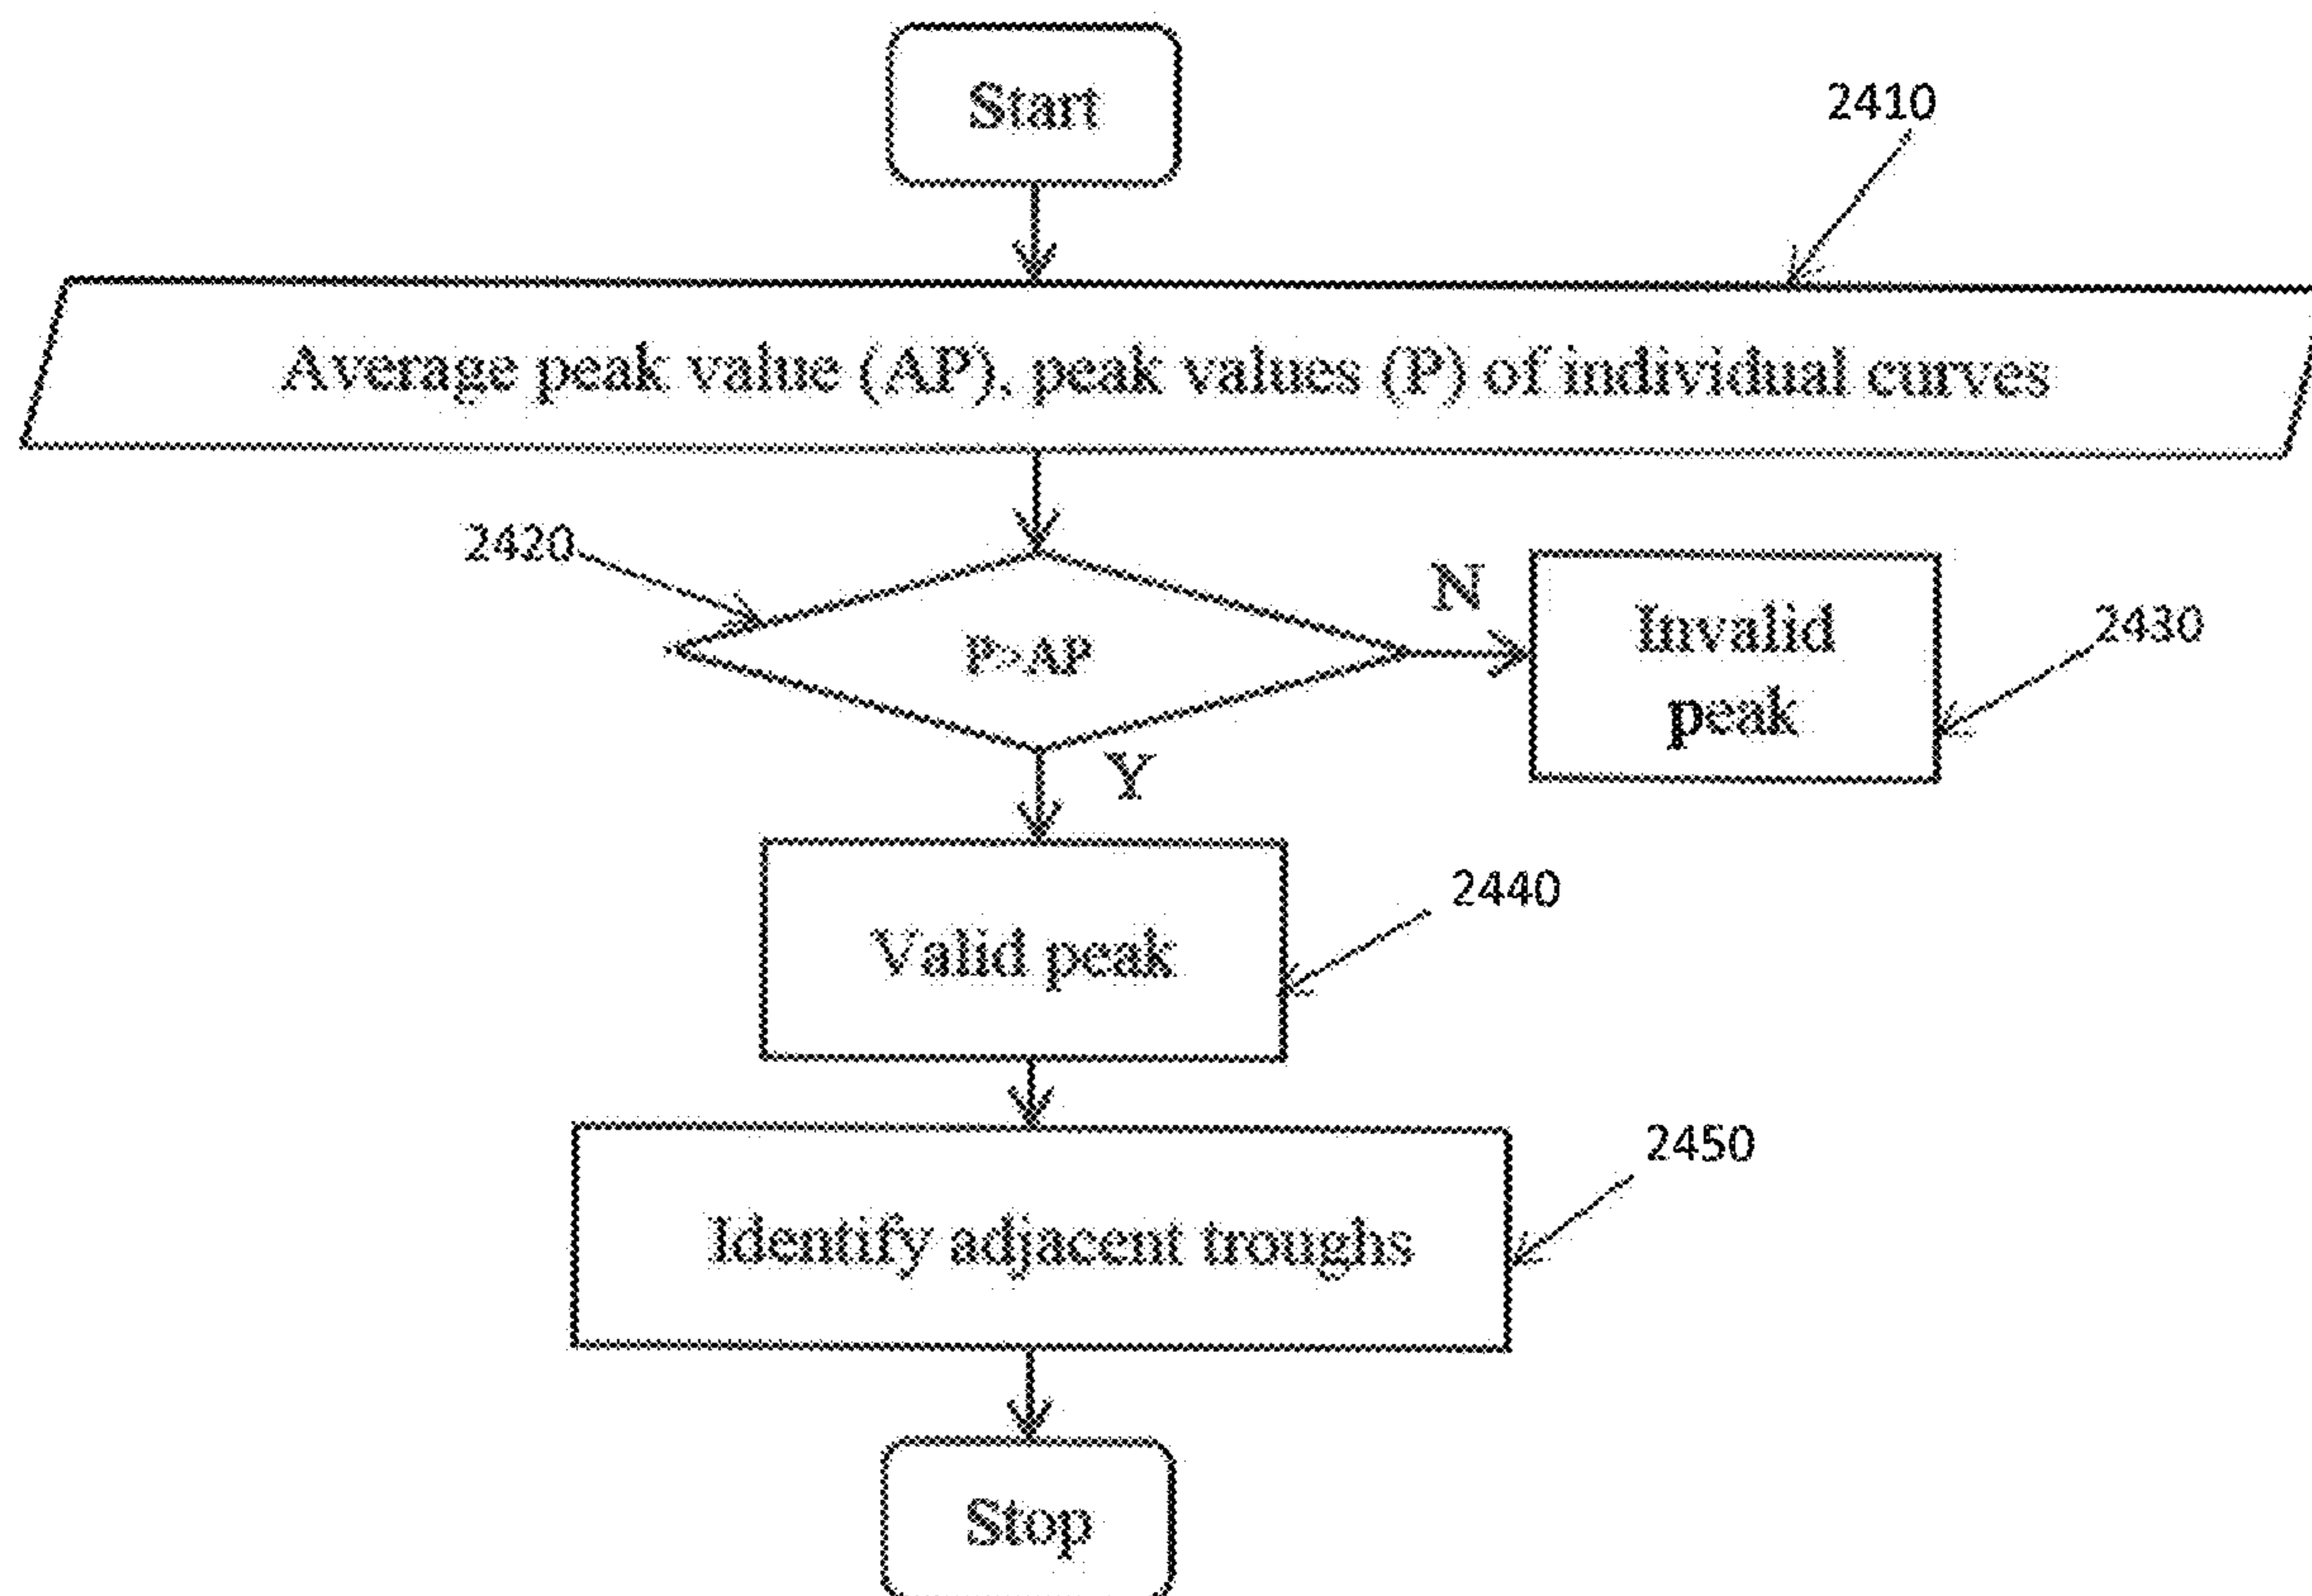 Start
2410
Average peak value (AP), peak values (P) of individual curves
2420
P>AP
N
Invalid
peak
2430
Y
Valid peak
2440
Identify adjacent troughs
2450
Stop